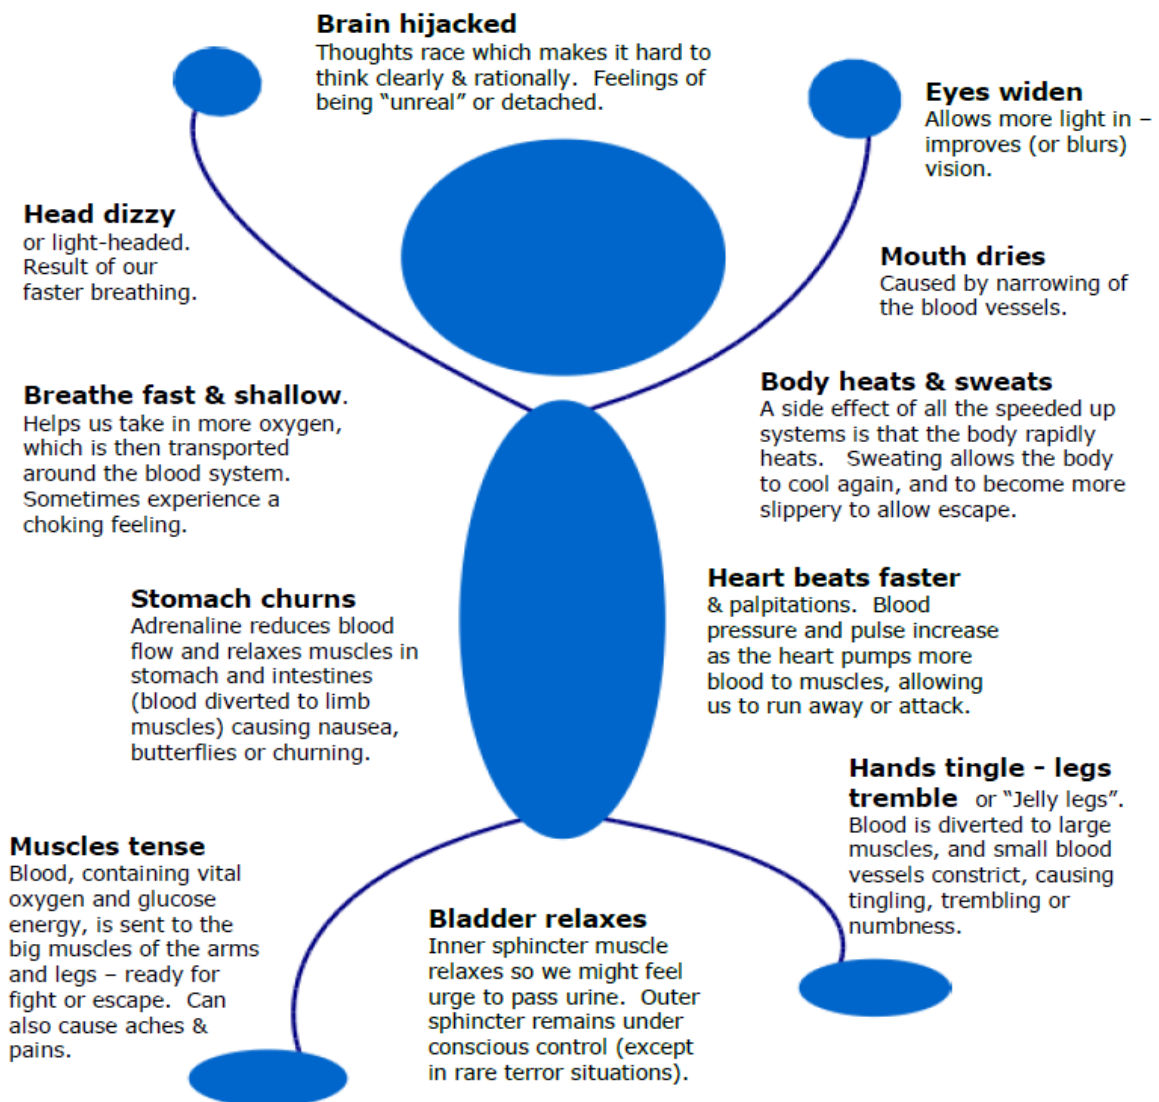 Brain hijacked
Thoughts race which makes it hard to
think clearly & rationally.  Feelings of
being “unreal” or detached.
Eyes widen
Allows more light in –
improves (or blurs)
vision.
Head dizzy
or light-headed.
Result of our
faster breathing.
Mouth dries
Caused by narrowing of
the blood vessels.
Breathe fast & shallow.
Helps us take in more oxygen,
which is then transported
around the blood system.
Sometimes experience a
choking feeling.
Body heats & sweats
A side effect of all the speeded up
systems is that the body rapidly
heats.   Sweating allows the body
to cool again, and to become more
slippery to allow escape.
Stomach churns
Adrenaline reduces blood
flow and relaxes muscles in
stomach and intestines
(blood diverted to limb
muscles) causing nausea,
butterflies or churning.
Heart beats faster
& palpitations.  Blood
pressure and pulse increase
as the heart pumps more
blood to muscles, allowing
us to run away or attack.
Hands tingle - legs
tremble  or “Jelly legs”.
Blood is diverted to large
muscles, and small blood
vessels constrict, causing
tingling, trembling or
numbness.
Muscles tense
Blood, containing vital
oxygen and glucose
energy, is sent to the
big muscles of the arms
and legs – ready for
fight or escape.  Can
also cause aches &
pains.
Bladder relaxes
Inner sphincter muscle
relaxes so we might feel
urge to pass urine.  Outer
sphincter remains under
conscious control (except
in rare terror situations).